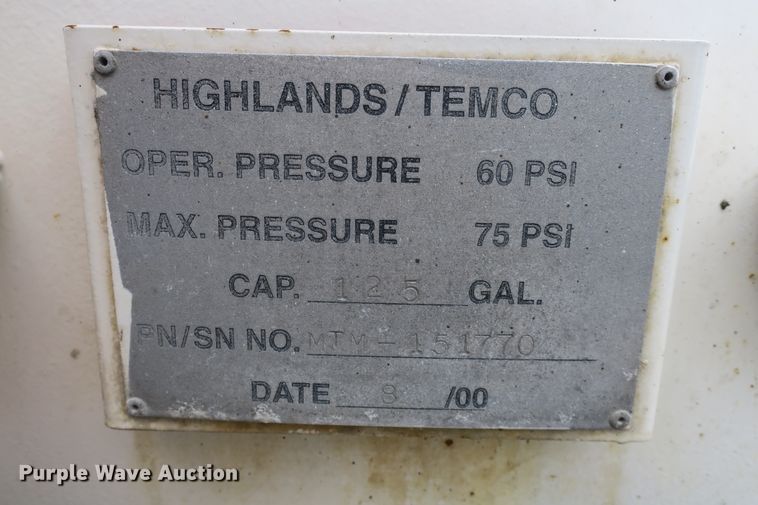 HIGHLANDS/TEMCO
OPER. PRESSURE 60 PSI
MAX. PRESSURE 75 PSI
CAP. 125 GAL.
PN/SN NO. MTM-151770
DATE 8 /00
Purple Wave Auction